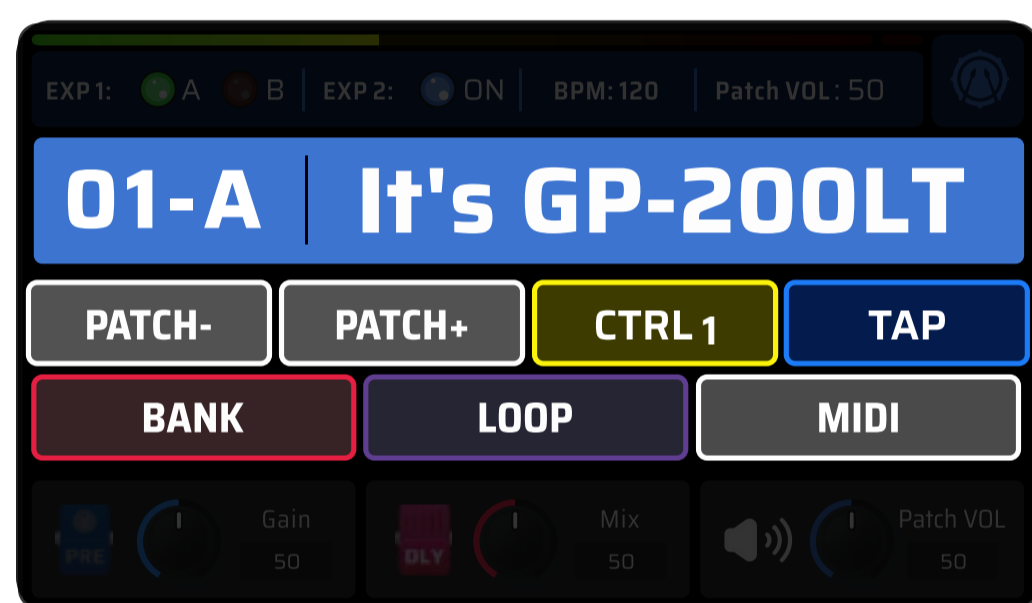 EXP 1: A B EXP 2: ON BPM: 120 Patch VOL: 50
01-A It's GP-200LT
PATCH- PATCH+ CTRL 1 TAP
BANK LOOP MIDI
Gain Mix Patch VOL
PRE 50 DLY 50 50